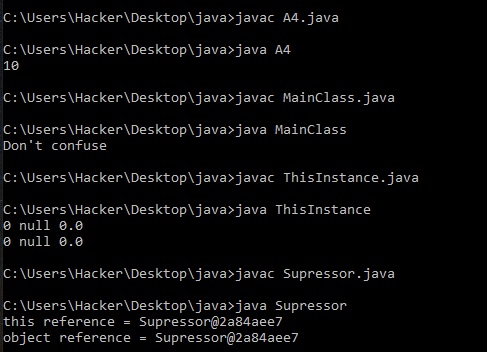 C:\Users\Hacker\Desktop\java>javac A4.java
C:\Users\Hacker\Desktop\java>java A4
10
C:\Users\Hacker\Desktop\java>javac MainClass.java
C:\Users\Hacker\Desktop\java>java MainClass
Don't confuse
C:\Users\Hacker\Desktop\java>javac ThisInstance.java
C:\Users\Hacker\Desktop\java>java ThisInstance
0 null 0.0
0 null 0.0
C:\Users\Hacker\Desktop\java>javac Supressor.java
C:\Users\Hacker\Desktop\java>java Supressor
this reference = Supressor@2a84aee7
object reference = Supressor@2a84aee7